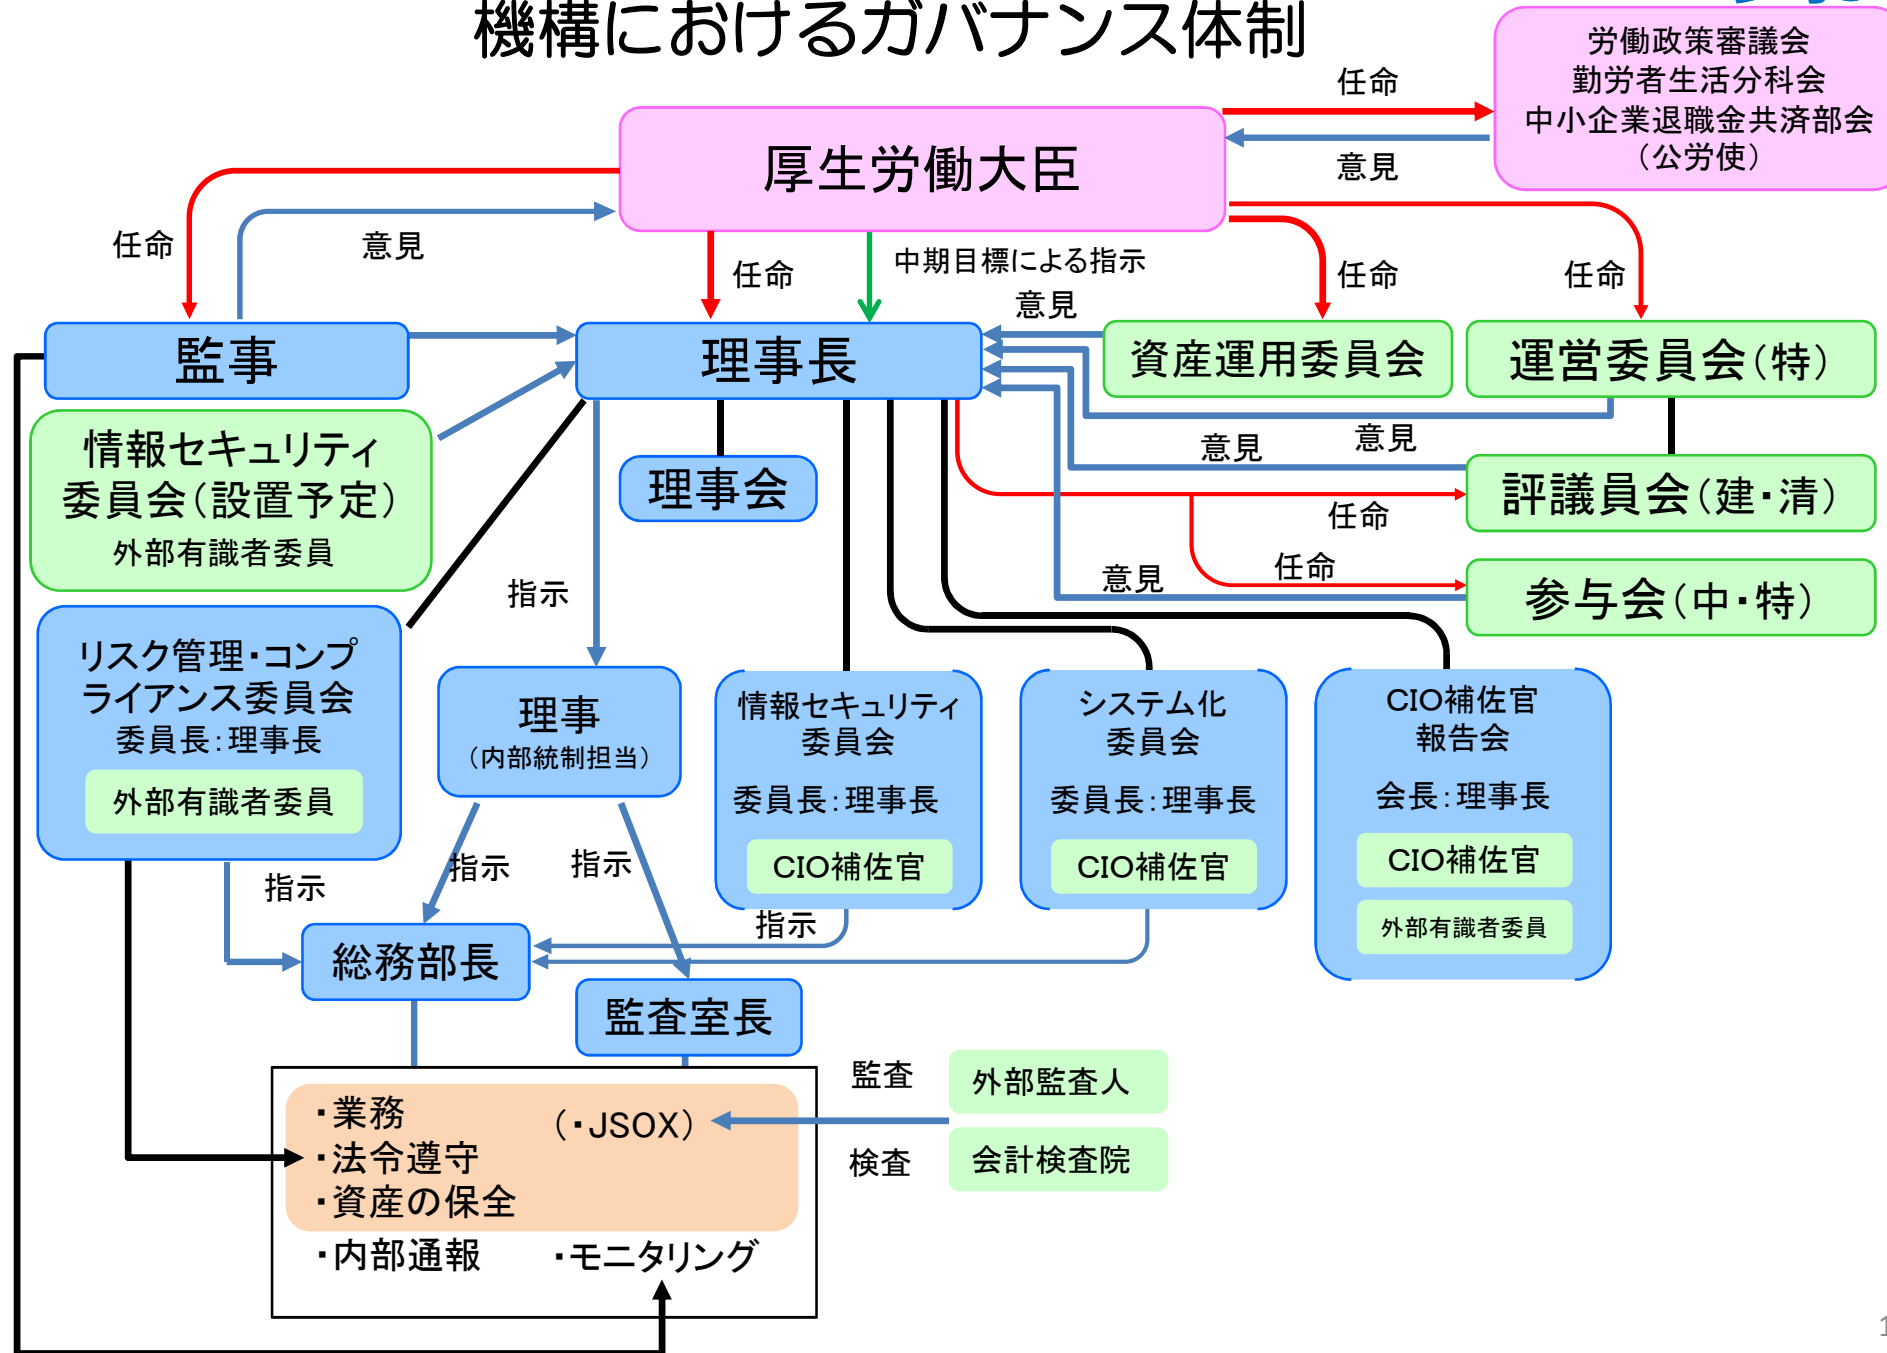 機構におけるガバナンス体制
労働政策審議会
勤労者生活分科会
中小企業退職金共済部会
（公労使）
任命
意見
厚生労働大臣
任命
意見
任命
中期目標による指示
意見
任命
任命
監事
理事長
資産運用委員会
運営委員会（特）
情報セキュリティ
委員会（設置予定）
外部有識者委員
理事会
意見
意見
評議員会（建・清）
任命
指示
意見
任命
参与会（中・特）
リスク管理・コンプ
ライアンス委員会
委員長：理事長
外部有識者委員
理事
（内部統制担当）
情報セキュリティ
委員会
委員長：理事長
CIO補佐官
システム化
委員会
委員長：理事長
CIO補佐官
CIO補佐官
報告会
会長：理事長
CIO補佐官
外部有識者委員
指示
指示
指示
指示
総務部長
監査室長
監査
外部監査人
検査
会計検査院
・業務
（・JSOX）
・法令遵守
・資産の保全
・内部通報
・モニタリング